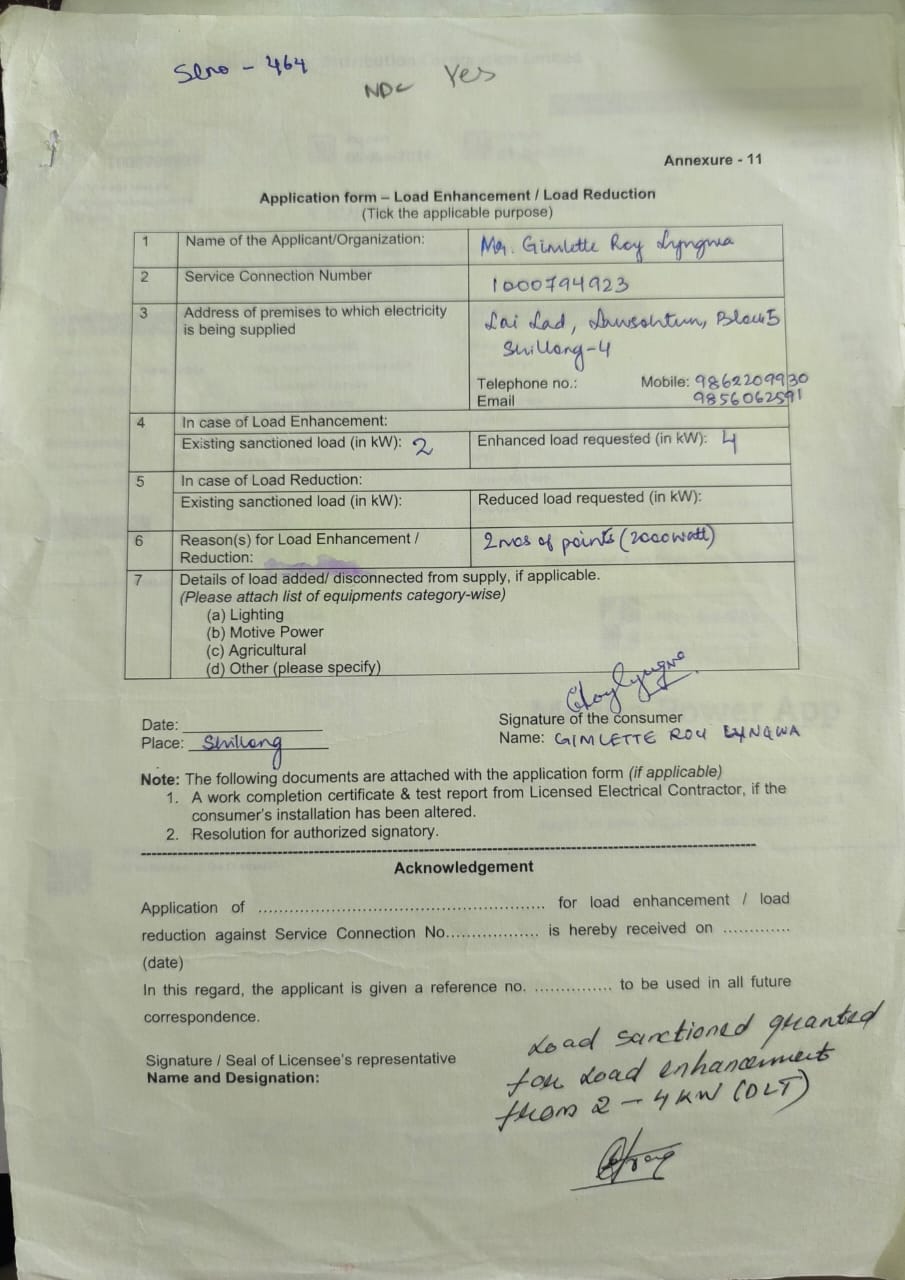 Slno - 464
NDC Yes
Annexure - 11
Application form – Load Enhancement / Load Reduction
(Tick the applicable purpose)
1 Name of the Applicant/Organization: Mr. Gimlette Roy Lyngwa
2 Service Connection Number 1000794923
3 Address of premises to which electricity is being supplied
Lai Lad, Lawsohtun, Block 5
Shillong-4
Telephone no.: Mobile: 9862209930
Email 9856062591
4 In case of Load Enhancement:
Existing sanctioned load (in kW): 2 Enhanced load requested (in kW): 4
5 In case of Load Reduction:
Existing sanctioned load (in kW): Reduced load requested (in kW):
6 Reason(s) for Load Enhancement / Reduction: 2 nos of points (2000 watt)
7 Details of load added/ disconnected from supply, if applicable.
(Please attach list of equipments category-wise)
(a) Lighting
(b) Motive Power
(c) Agricultural
(d) Other (please specify)
Date: ____________
Signature of the consumer
Place: Shillong
Name: GIMLETTE ROY LYNGWA
Note: The following documents are attached with the application form (if applicable)
1. A work completion certificate & test report from Licensed Electrical Contractor, if the
consumer's installation has been altered.
2. Resolution for authorized signatory.
Acknowledgement
Application of .................................................... for load enhancement / load
reduction against Service Connection No.................. is hereby received on .............
(date)
In this regard, the applicant is given a reference no. ............... to be used in all future
correspondence.
Signature / Seal of Licensee's representative
Name and Designation:
Load sanctioned granted
for Load enhancement
from 2 – 4 KW (DLT)